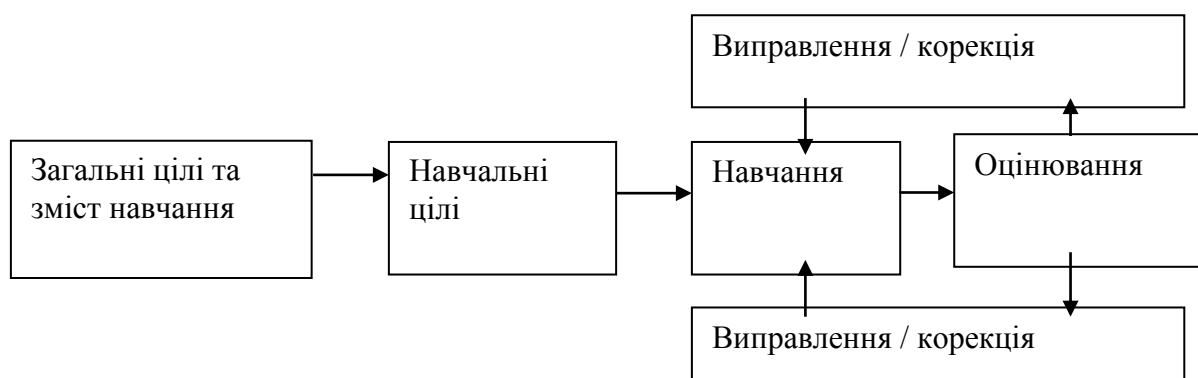 Виправлення / корекція
Загальні цілі та
зміст навчання
Навчальні
цілі
Навчання
Оцінювання
Виправлення / корекція